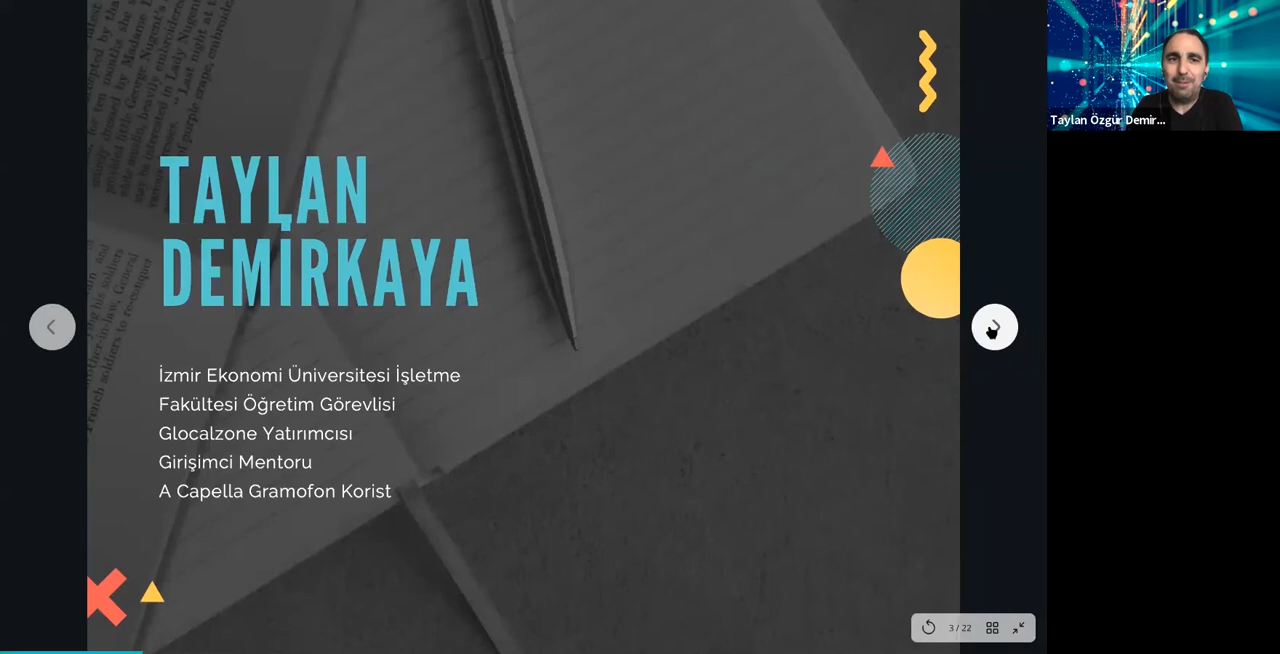 TAYLAN
DEMİRKAYA
İzmir Ekonomi Üniversitesi İşletme
Fakültesi Öğretim Görevlisi
Glocalzone Yatırımcısı
Girişimci Mentoru
A Capella Gramofon Korist
Taylan Özgür Demir...
3 / 22